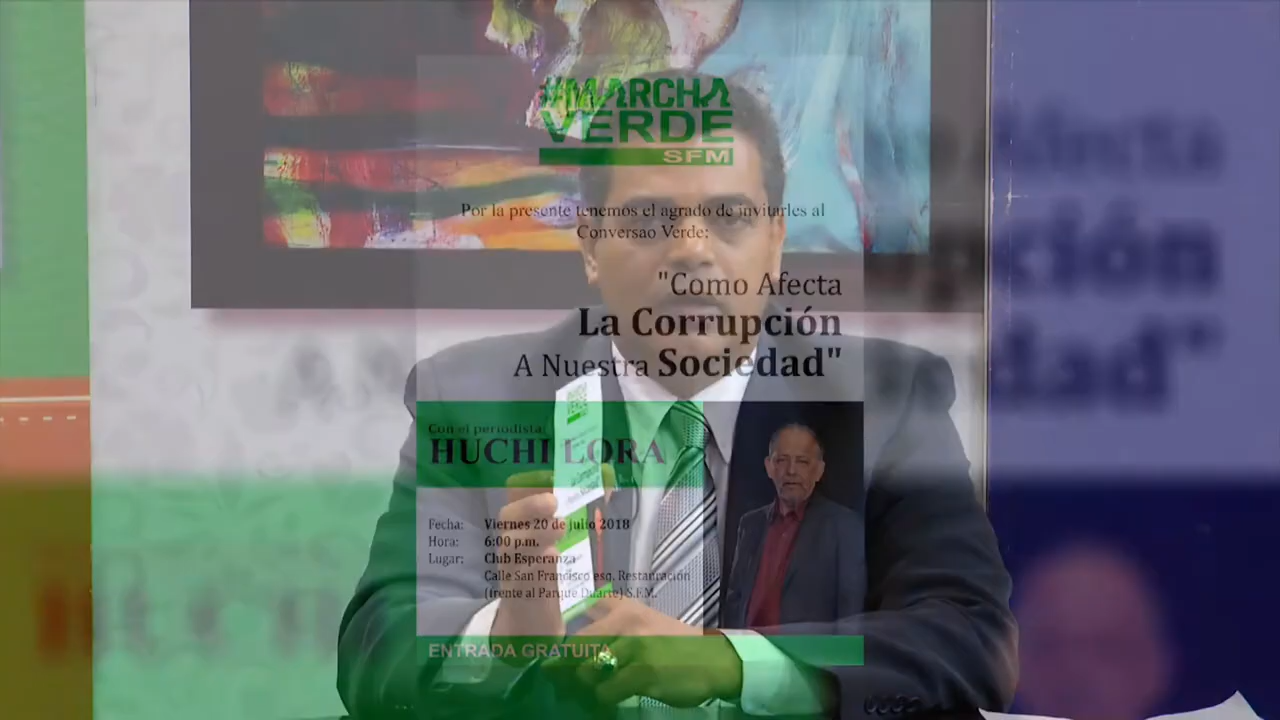 #MARCHA
VERDE
SFM
Por la presente tenemos el agrado de invitarles al
Conversao Verde:
"Como Afecta
La Corrupción
A Nuestra Sociedad"
Con el periodista:
HUCHI LORA
Fecha: Viernes 20 de julio 2018
Hora: 6:00 p.m.
Lugar: Club Esperanza
Calle San Francisco esq. Restauración
(frente al Parque Duarte) S.F.M.
ENTRADA GRATUITA